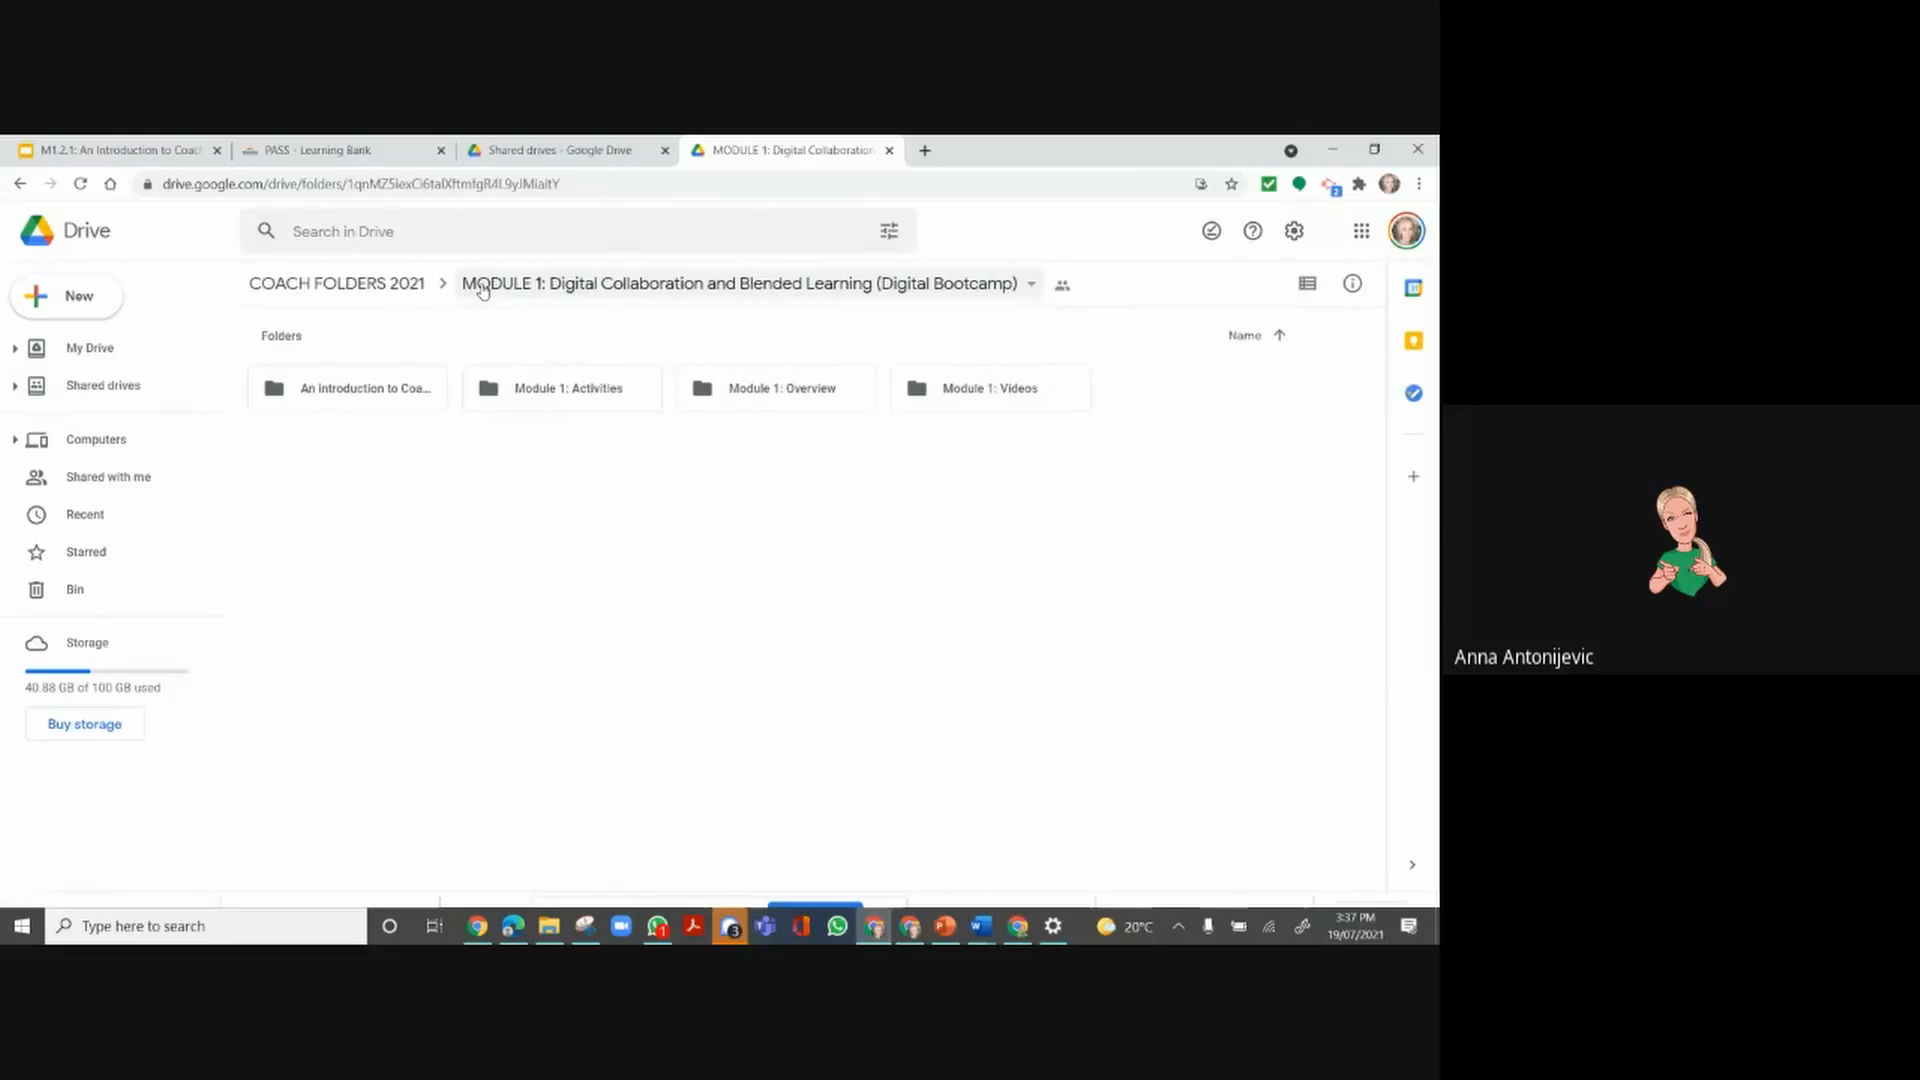 M1.2.1: An Introduction to Coac
PASS - Learning Bank
Shared drives - Google Drive
MODULE 1: Digital Collaboration
drive.google.com/drive/folders/1qnMZ5iexCi6talXftmfgR4L9yJMiaitY
Drive
Search in Drive
COACH FOLDERS 2021
MODULE 1: Digital Collaboration and Blended Learning (Digital Bootcamp)
New
Folders
Name
My Drive
An introduction to Coa...
Module 1: Activities
Module 1: Overview
Module 1: Videos
Shared drives
Computers
Shared with me
Recent
Starred
Bin
Storage
40.88 GB of 100 GB used
Buy storage
Anna Antonijevic
Type here to search
1
3
20°C
3:37 PM
19/07/2021